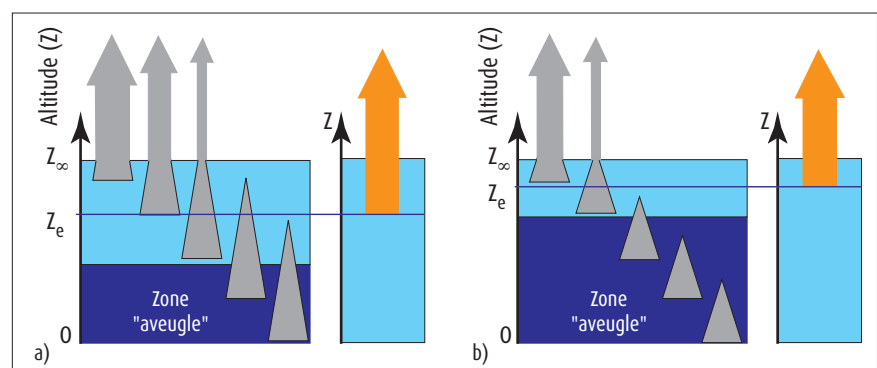 Altitude (Z)
Z
Z∞
Ze
Zone
"aveugle"
0
a)
Altitude (Z)
Z
Z∞
Ze
Zone
"aveugle"
0
b)